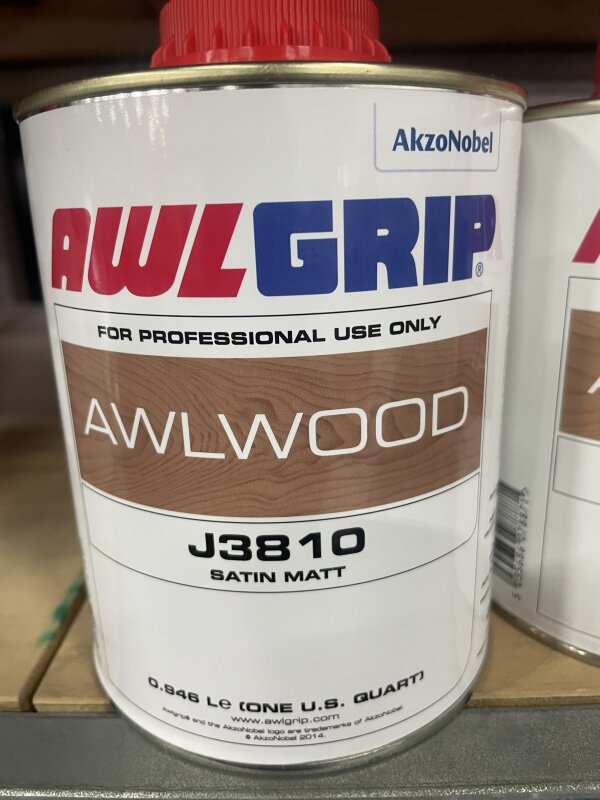 AkzoNobel
AWLGRIP®
FOR PROFESSIONAL USE ONLY
AWLWOOD
J3810
SATIN MATT
0.946 Le (ONE U.S. QUART)
www.awlgrip.com
Awlgrip® and the AkzoNobel logo are trademarks of AkzoNobel.
© AkzoNobel 2014.